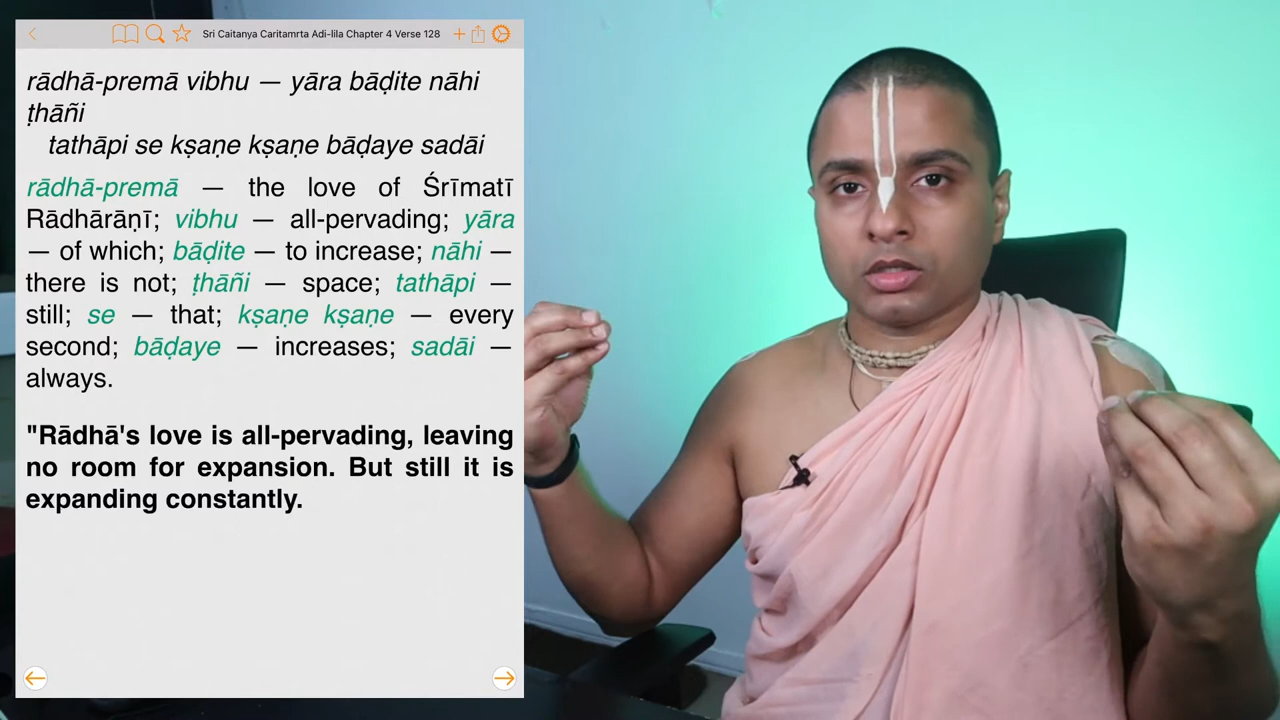 Sri Caitanya Caritamrta Adi-lila Chapter 4 Verse 128
rādhā-premā vibhu — yāra bāḍite nāhi
ṭhāñi
tathāpi se kṣaṇe kṣaṇe bāḍaye sadāi
rādhā-premā — the love of Śrīmatī
Rādhārāṇī; vibhu — all-pervading; yāra
— of which; bāḍite — to increase; nāhi —
there is not; ṭhāñi — space; tathāpi —
still; se — that; kṣaṇe kṣaṇe — every
second; bāḍaye — increases; sadāi —
always.
"Rādhā's love is all-pervading, leaving
no room for expansion. But still it is
expanding constantly.